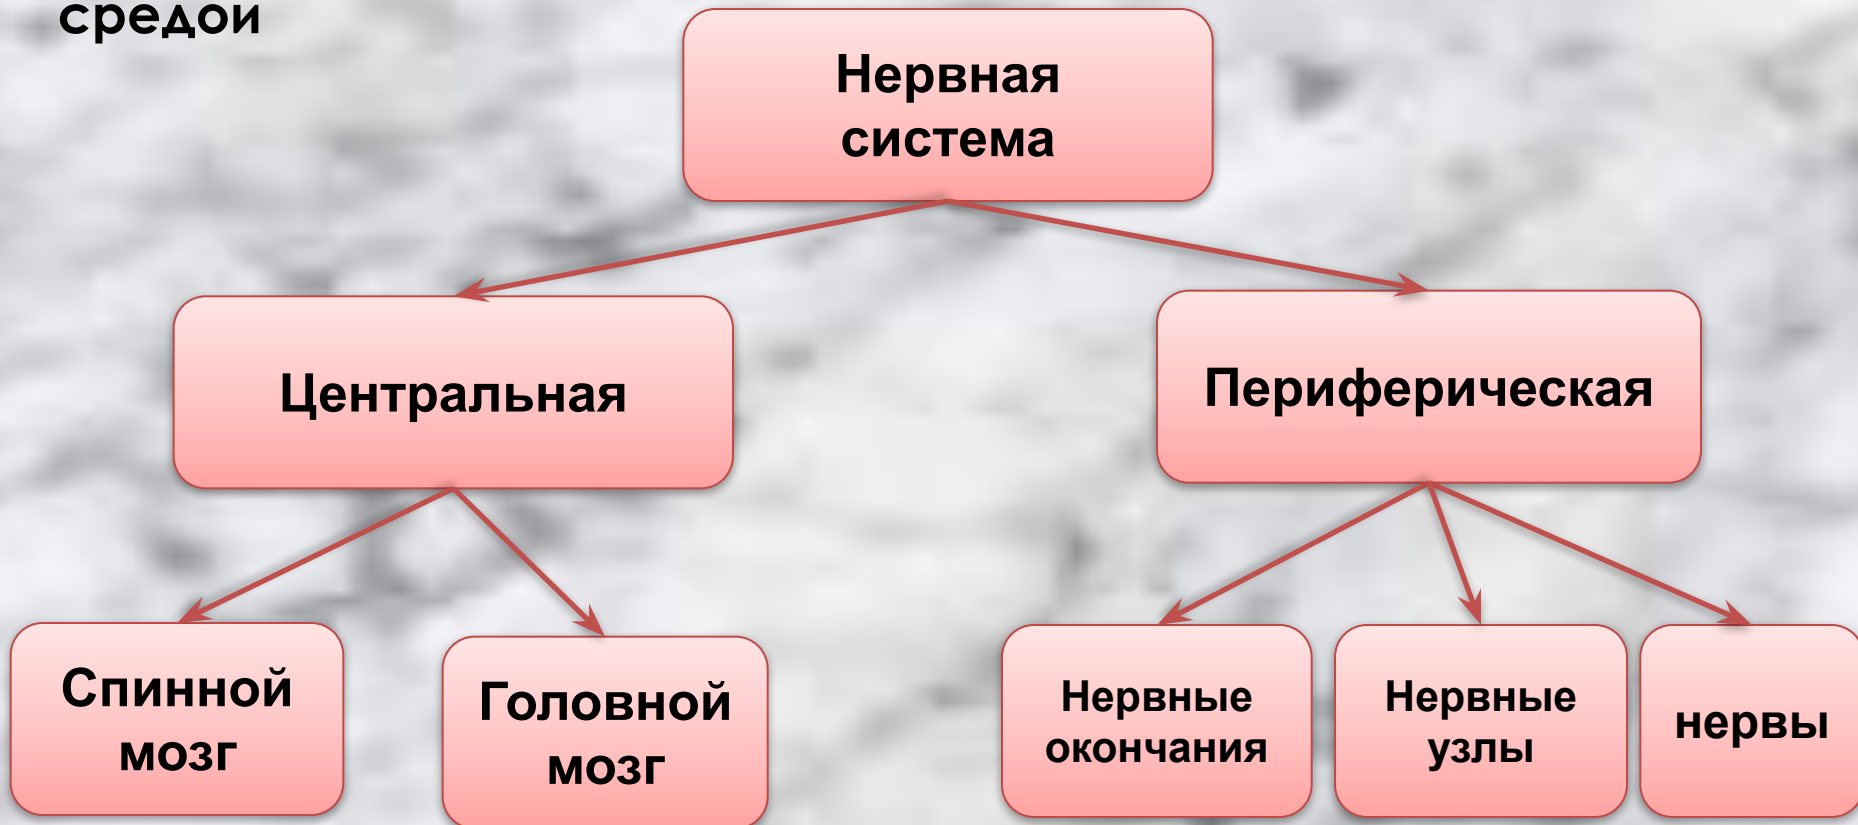 средой
Нервная
система
Центральная
Периферическая
Спинной
мозг
Головной
мозг
Нервные
окончания
Нервные
узлы
нервы